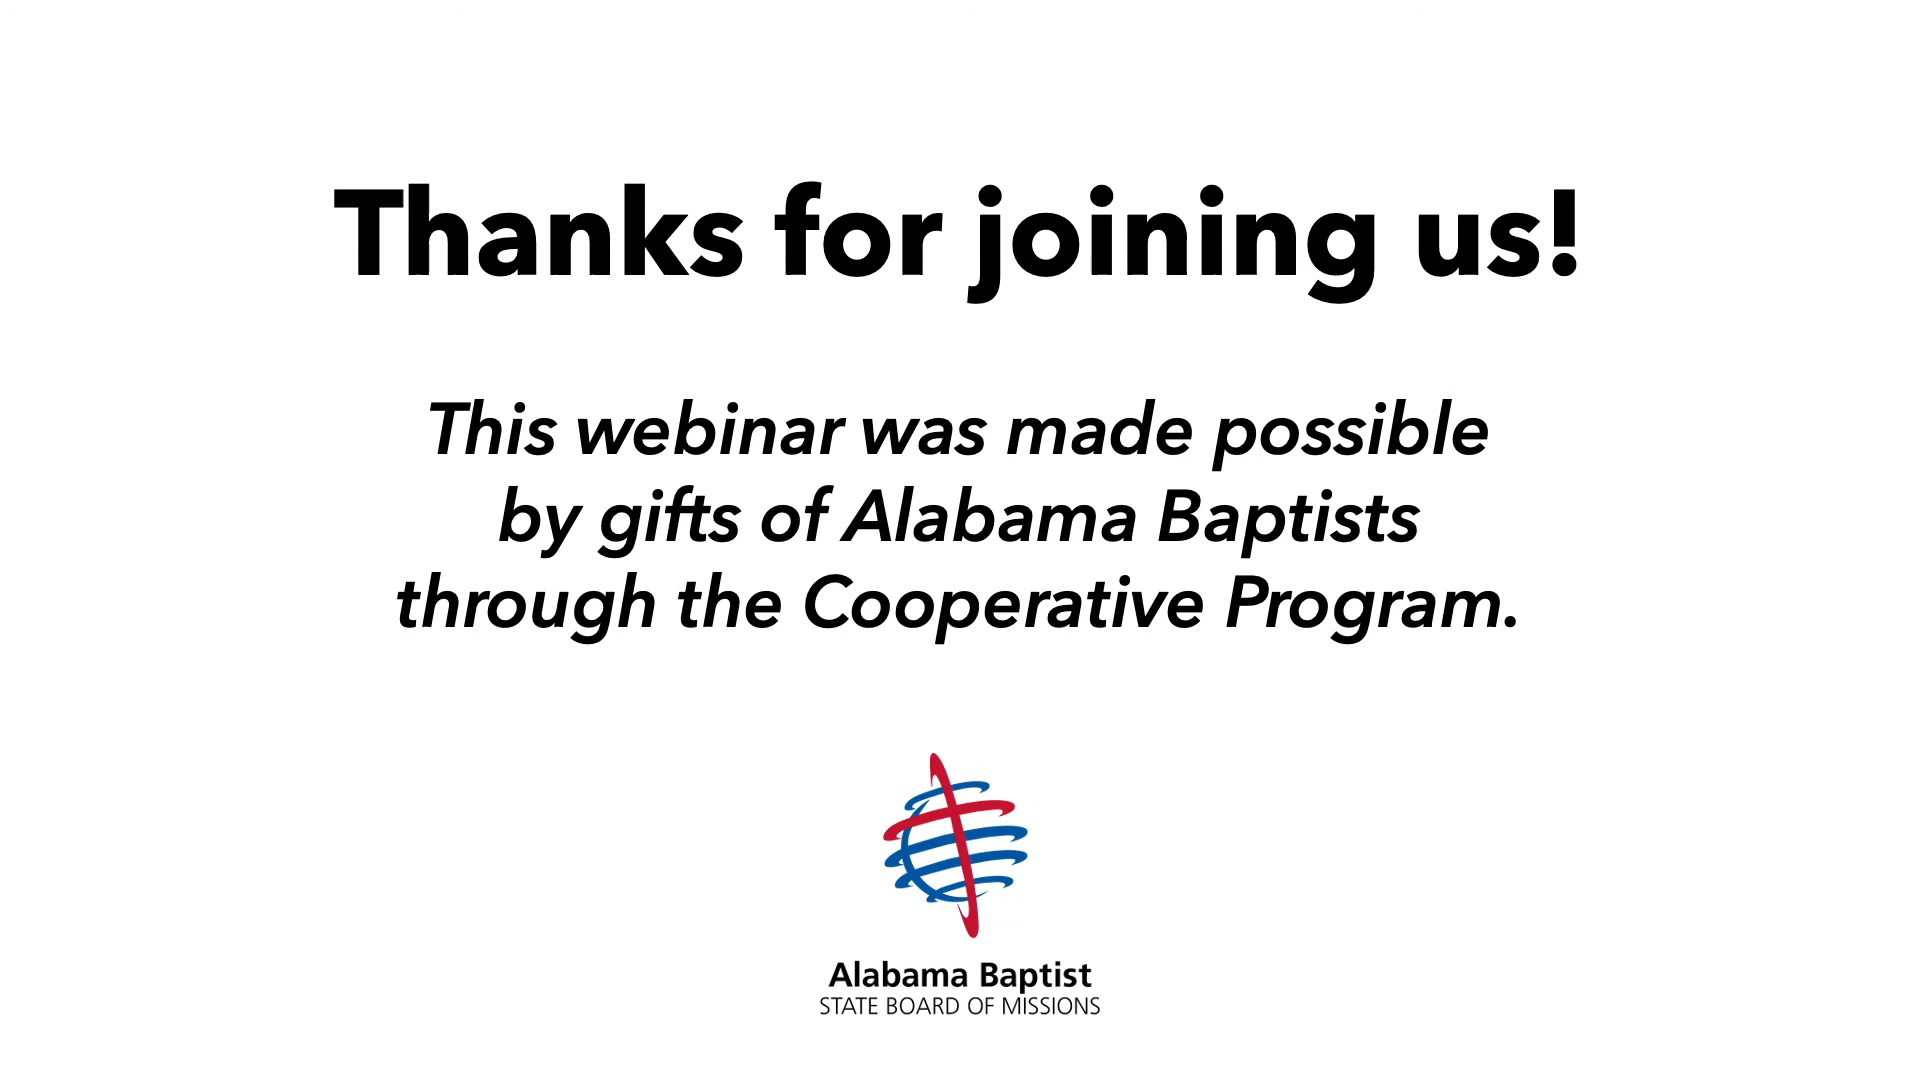 Thanks for joining us!
This webinar was made possible
by gifts of Alabama Baptists
through the Cooperative Program.
Alabama Baptist
STATE BOARD OF MISSIONS